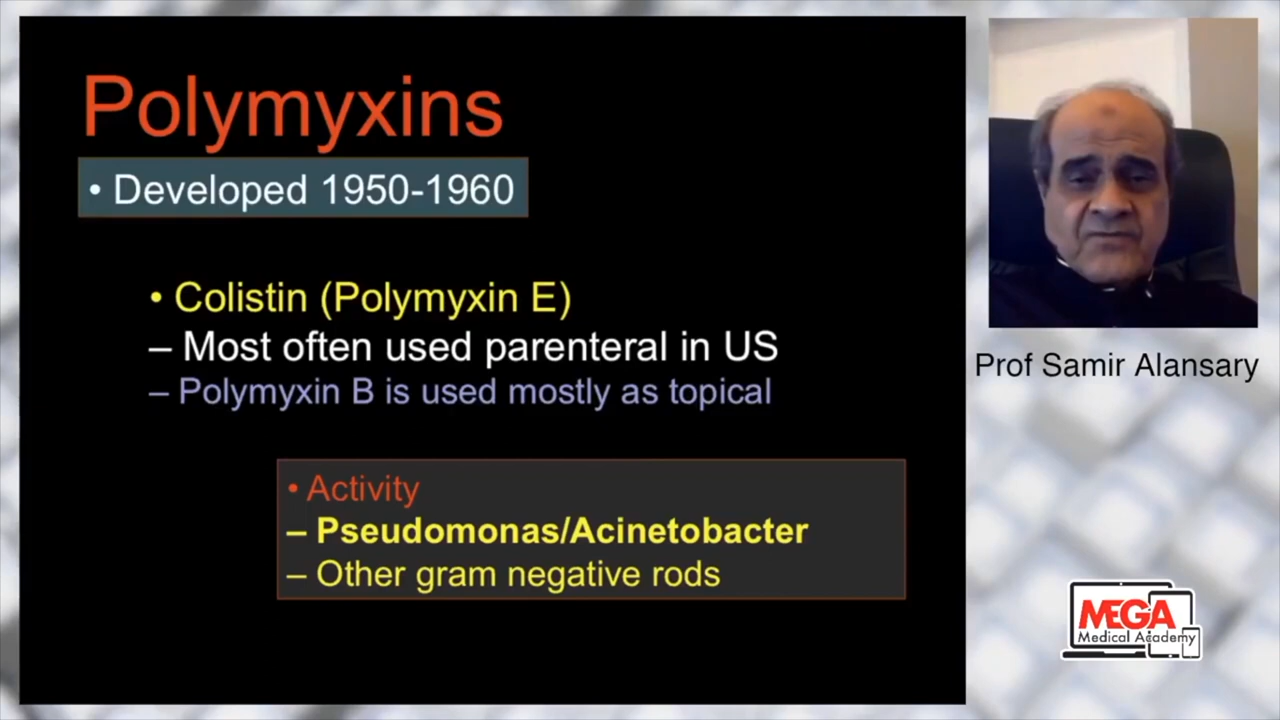 Polymyxins
• Developed 1950-1960
• Colistin (Polymyxin E)
– Most often used parenteral in US
– Polymyxin B is used mostly as topical
• Activity
– Pseudomonas/Acinetobacter
– Other gram negative rods
Prof Samir Alansary
MEGA
Medical Academy